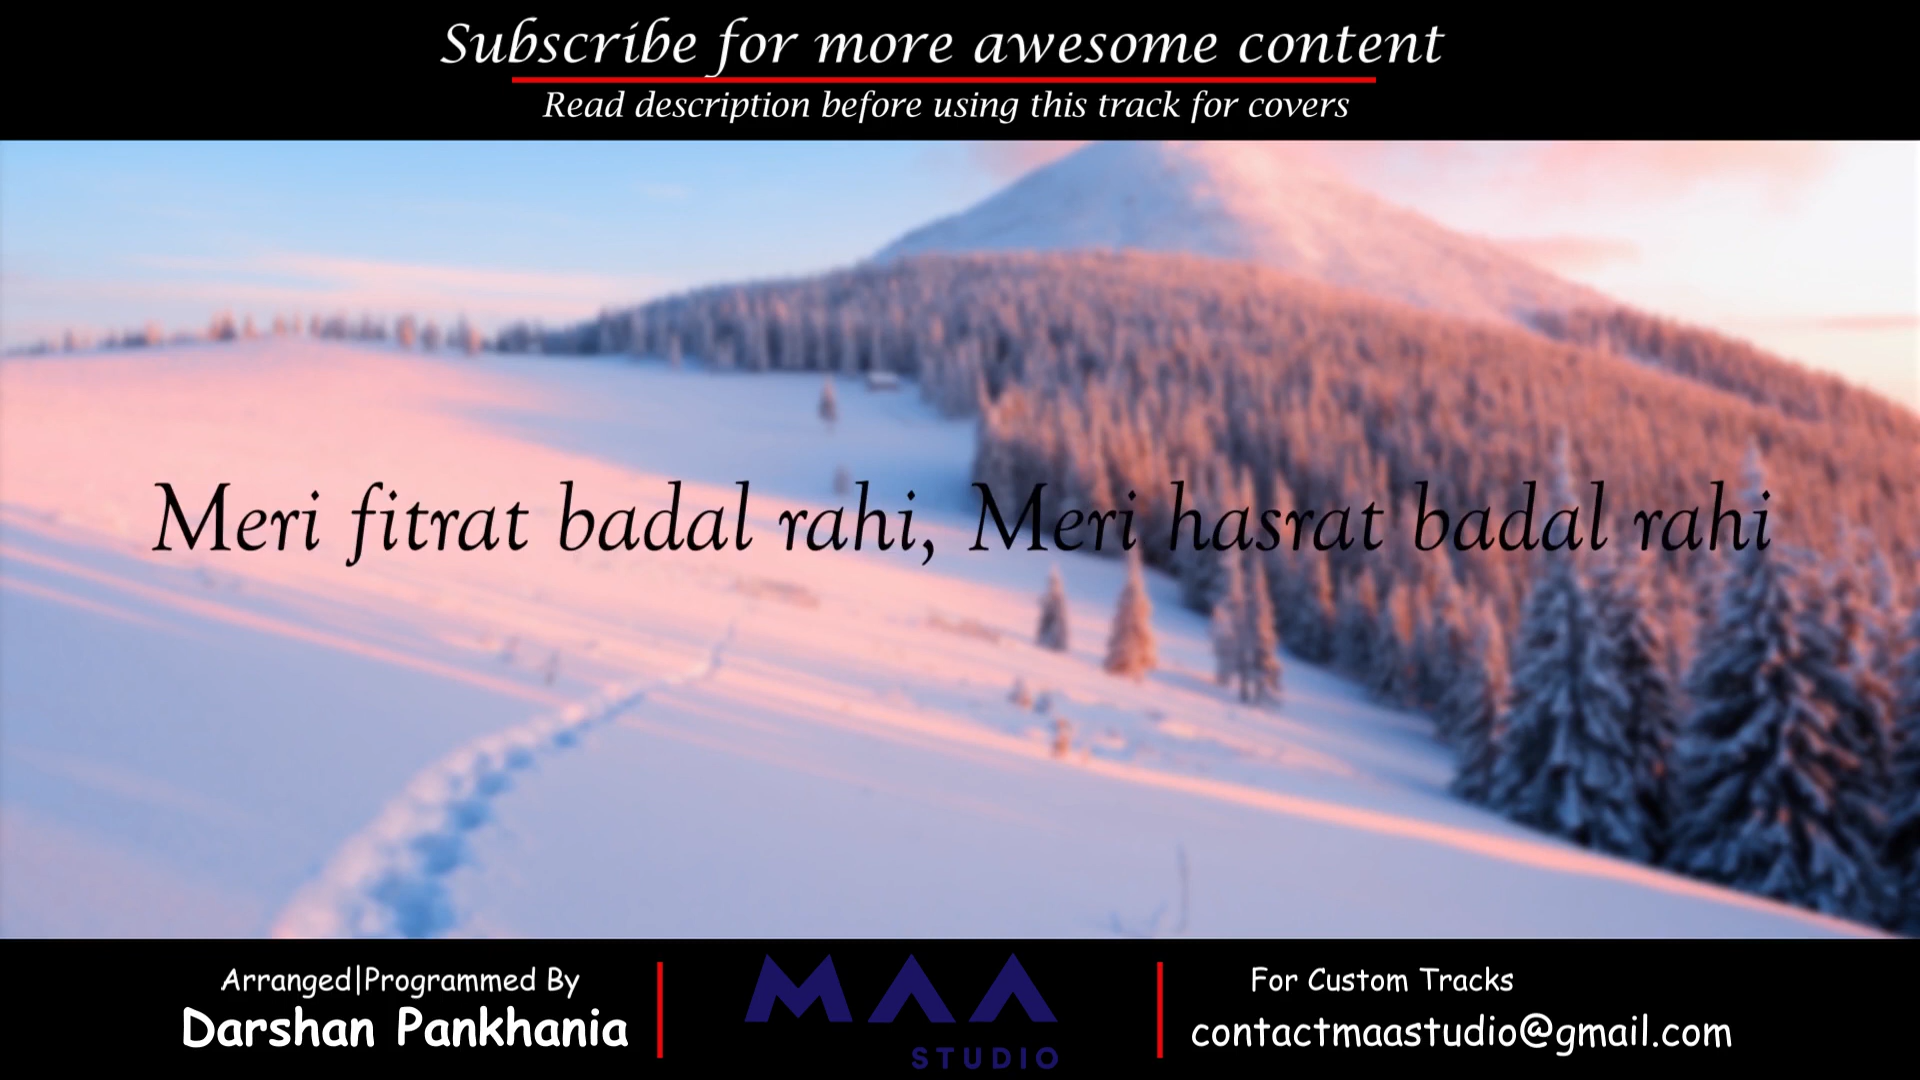 Subscribe for more awesome content
Read description before using this track for covers
Meri fitrat badal rahi, Meri hasrat badal rahi
Arranged|Programmed By
Darshan Pankhania
MAA
STUDIO
For Custom Tracks
contactmaastudio@gmail.com